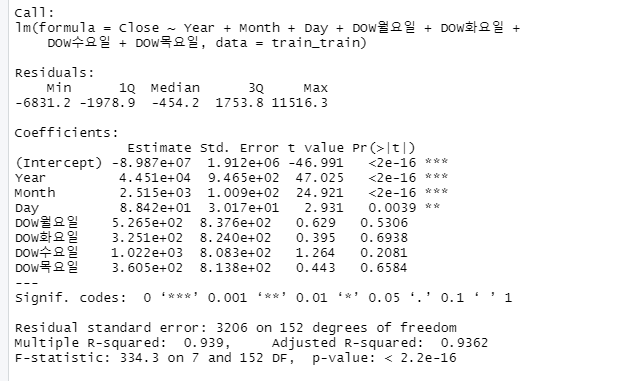 Call:
lm(formula = Close ~ Year + Month + Day + DOW월요일 + DOW화요일 +
DOW수요일 + DOW목요일, data = train_train)
Residuals:
Min 1Q Median 3Q Max
-6831.2 -1978.9 -454.2 1753.8 11516.3
Coefficients:
Estimate Std. Error t value Pr(>|t|)
(Intercept) -8.987e+07 1.912e+06 -46.991 <2e-16 ***
Year 4.451e+04 9.465e+02 47.025 <2e-16 ***
Month 2.515e+03 1.009e+02 24.921 <2e-16 ***
Day 8.842e+01 3.017e+01 2.931 0.0039 **
DOW월요일 5.265e+02 8.376e+02 0.629 0.5306
DOW화요일 3.251e+02 8.240e+02 0.395 0.6938
DOW수요일 1.022e+03 8.083e+02 1.264 0.2081
DOW목요일 3.605e+02 8.138e+02 0.443 0.6584
---
Signif. codes: 0 ‘***’ 0.001 ‘**’ 0.01 ‘*’ 0.05 ‘.’ 0.1 ‘ ’ 1
Residual standard error: 3206 on 152 degrees of freedom
Multiple R-squared: 0.939, Adjusted R-squared: 0.9362
F-statistic: 334.3 on 7 and 152 DF, p-value: < 2.2e-16